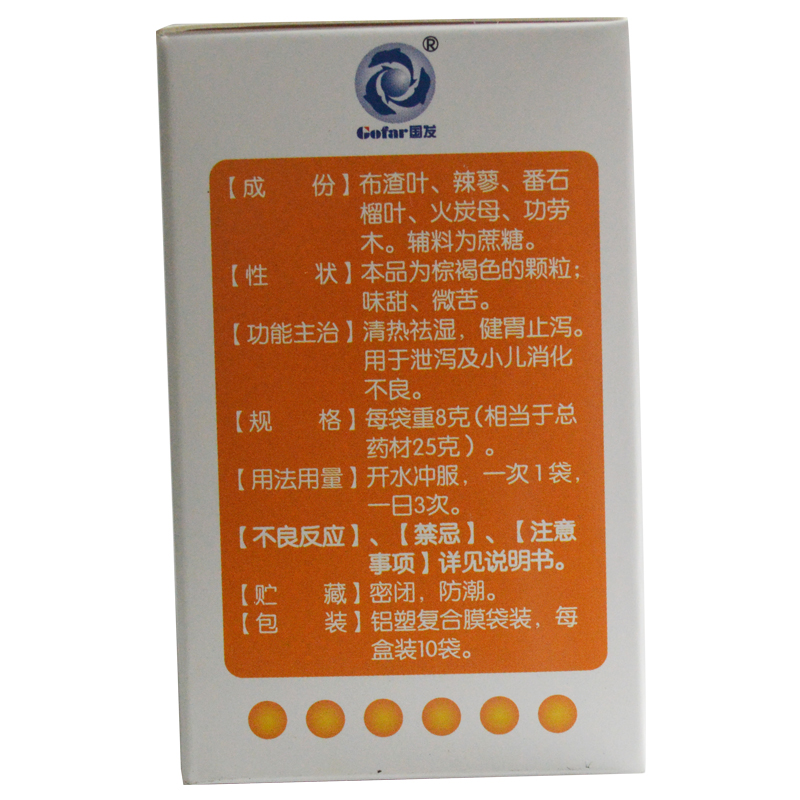 ®
Gofar国发
【成 份】布渣叶、辣蓼、番石
榴叶、火炭母、功劳
木。辅料为蔗糖。
【性 状】本品为棕褐色的颗粒；
味甜、微苦。
【功能主治】清热祛湿，健胃止泻。
用于泄泻及小儿消化
不良。
【规 格】每袋重8克（相当于总
药材25克）。
【用法用量】开水冲服，一次1袋，
一日3次。
【不良反应】、【禁忌】、【注意
事项】详见说明书。
【贮 藏】密闭，防潮。
【包 装】铝塑复合膜袋装，每
盒装10袋。